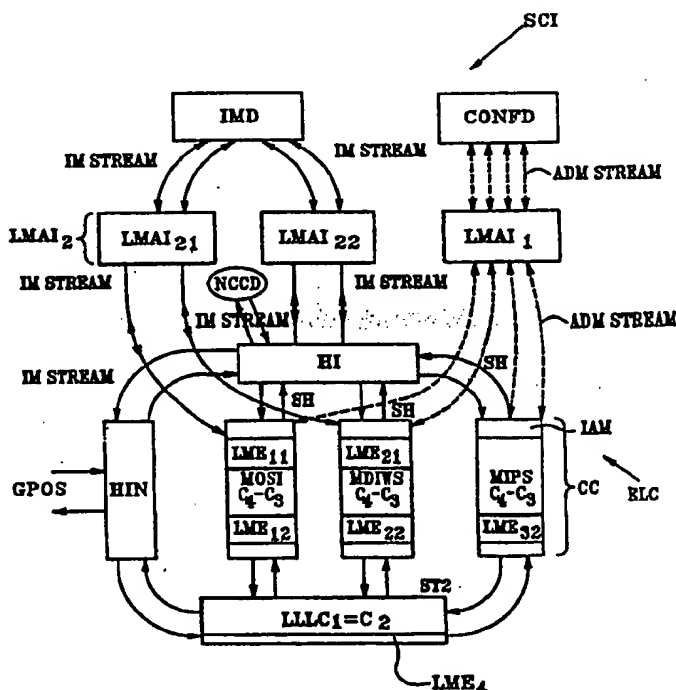 SCI
IMD
CONFD
IM STREAM
IM STREAM
ADM STREAM
LMAI2
LMAI21
LMAI22
LMAI1
IM STREAM
NCCD
IM STREAM
IM STREAM
ADM STREAM
IM STREAM
HI
SH
SH
SH
IAM
GPOS
HIN
LME11
MOSI
C4-C3
LME12
LME21
MDIWS
C4-C3
LME22
MIPS
C4-C3
LME32
CC
ELC
ST2
LLLC1=C2
LME4